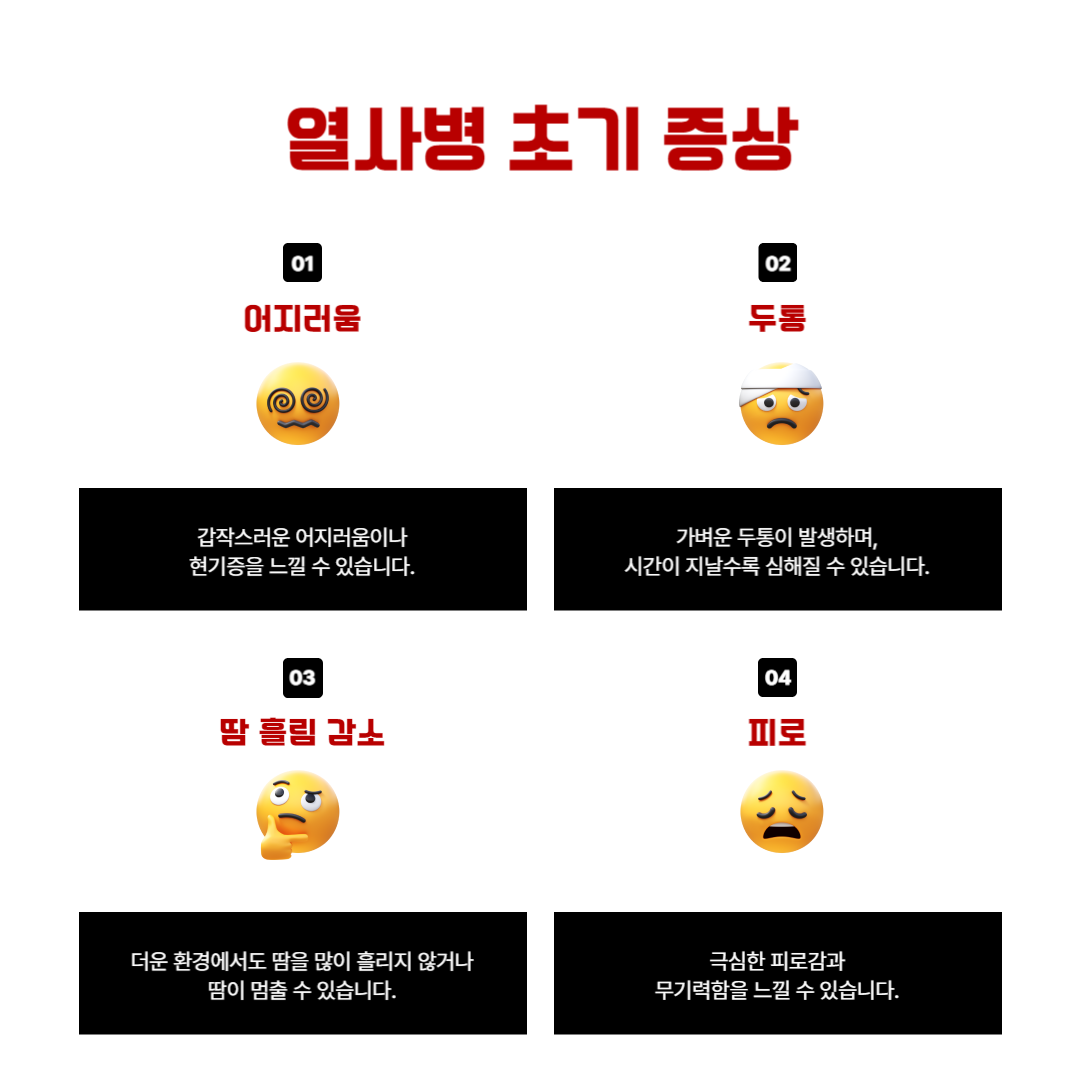 열사병 초기 증상
01
어지러움
갑작스러운 어지러움이나
현기증을 느낄 수 있습니다.
02
두통
가벼운 두통이 발생하며,
시간이 지날수록 심해질 수 있습니다.
03
땀 흘림 감소
더운 환경에서도 땀을 많이 흘리지 않거나
땀이 멈출 수 있습니다.
04
피로
극심한 피로감과
무기력함을 느낄 수 있습니다.